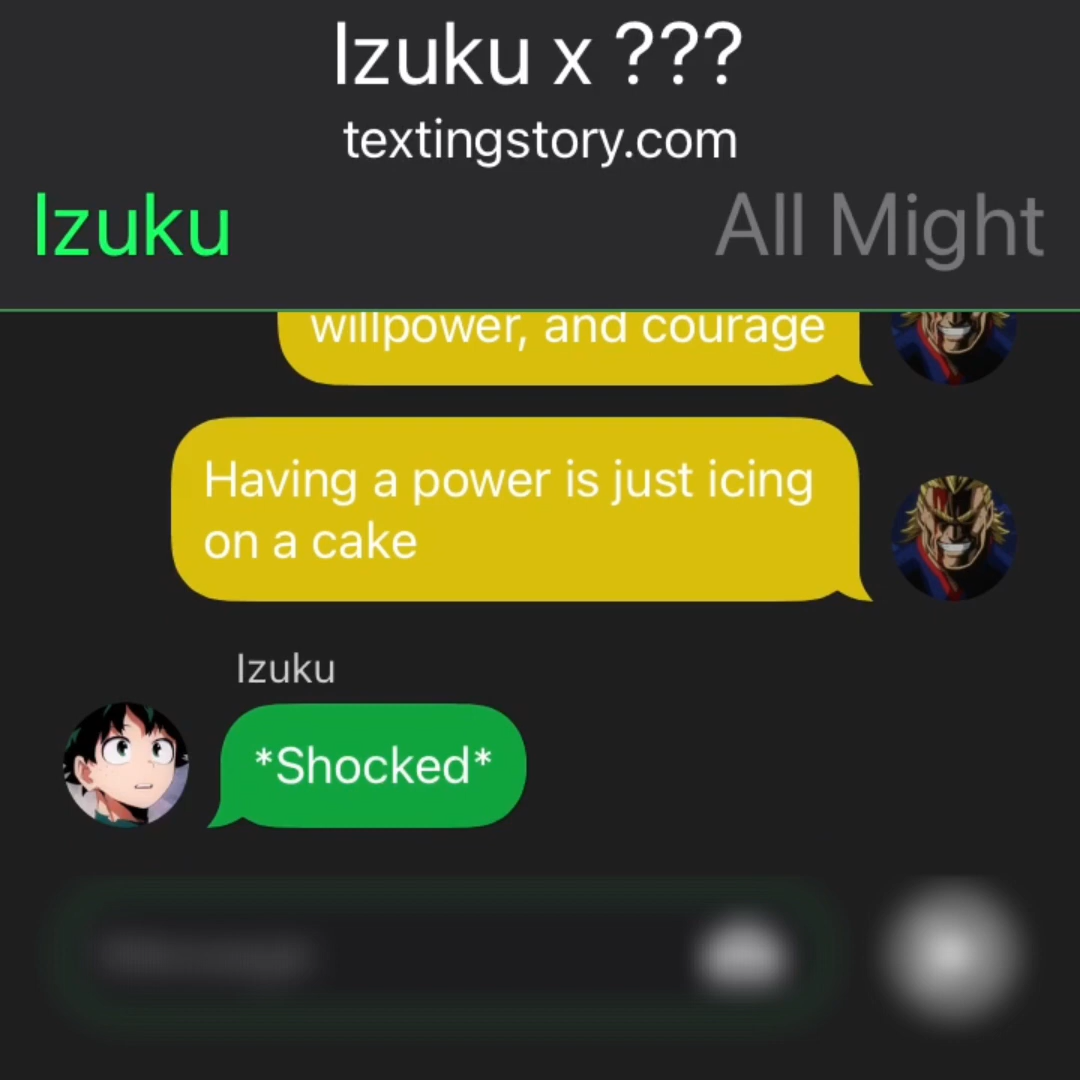 Izuku x ???
textingstory.com
Izuku
All Might
willpower, and courage
Having a power is just icing
on a cake
Izuku
*Shocked*